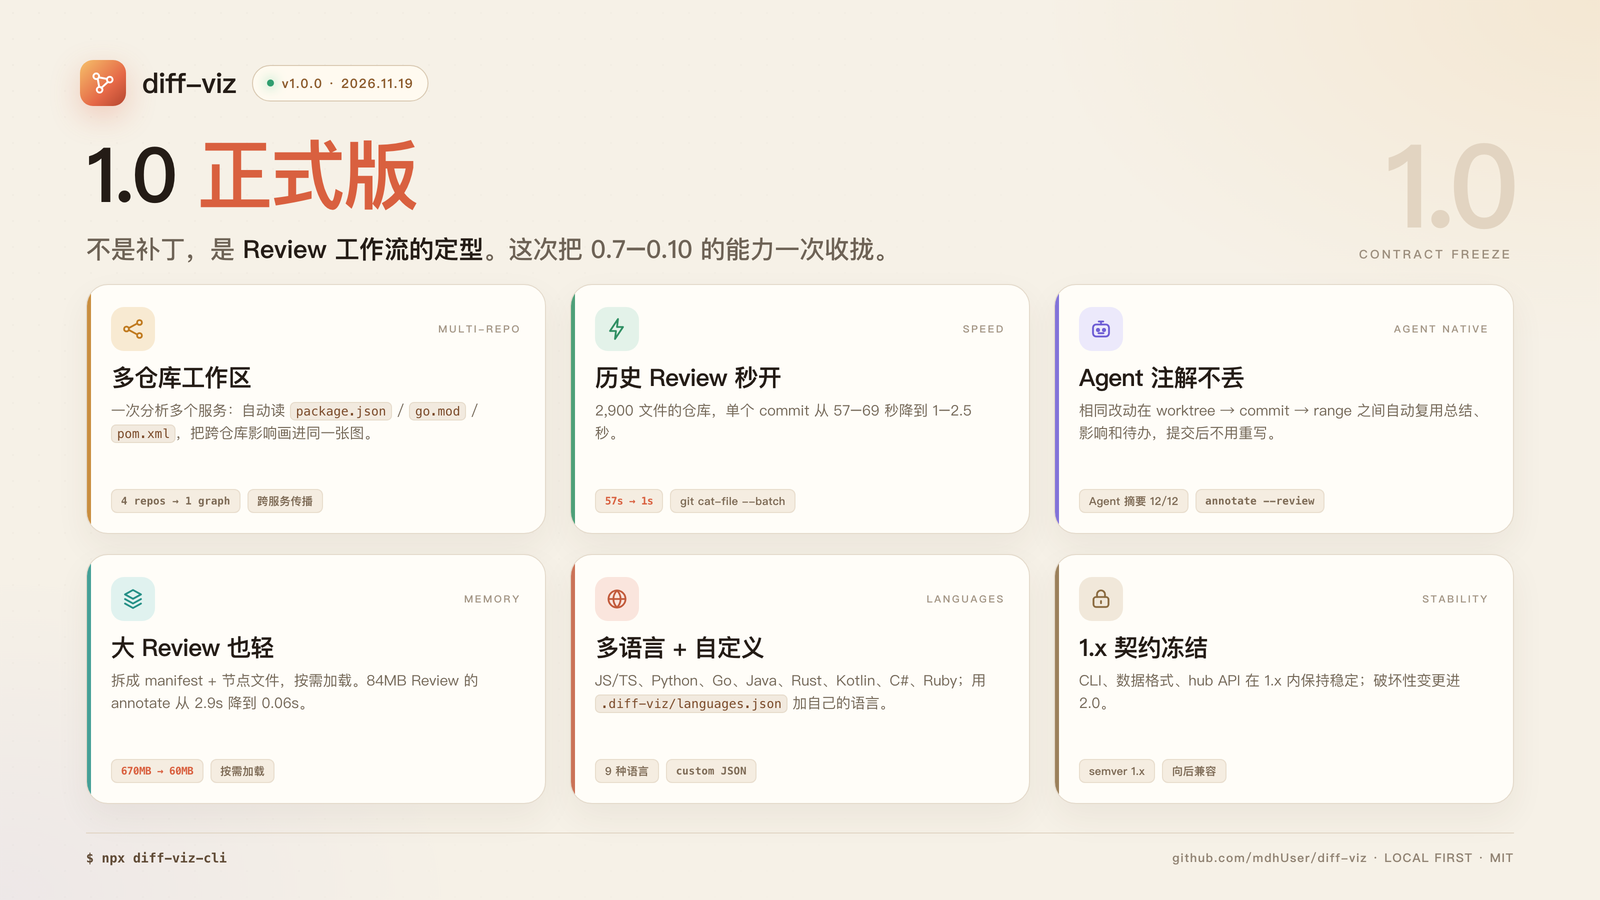 diff-viz
v1.0.0 · 2026.11.19
1.0 正式版
不是补丁，是 Review 工作流的定型。这次把 0.7–0.10 的能力一次收拢。
1.0
CONTRACT FREEZE
MULTI-REPO
多仓库工作区
一次分析多个服务：自动读 package.json / go.mod /
pom.xml，把跨仓库影响画进同一张图。
4 repos → 1 graph
跨服务传播
SPEED
历史 Review 秒开
2,900 文件的仓库，单个 commit 从 57–69 秒降到 1–2.5
秒。
57s → 1s
git cat-file --batch
AGENT NATIVE
Agent 注解不丢
相同改动在 worktree → commit → range 之间自动复用总结、
影响和待办，提交后不用重写。
Agent 摘要 12/12
annotate --review
MEMORY
大 Review 也轻
拆成 manifest + 节点文件，按需加载。84MB Review 的
annotate 从 2.9s 降到 0.06s。
670MB → 60MB
按需加载
LANGUAGES
多语言 + 自定义
JS/TS、Python、Go、Java、Rust、Kotlin、C#、Ruby；用
.diff-viz/languages.json 加自己的语言。
9 种语言
custom JSON
STABILITY
1.x 契约冻结
CLI、数据格式、hub API 在 1.x 内保持稳定；破坏性变更进
2.0。
semver 1.x
向后兼容
$ npx diff-viz-cli
github.com/mdhUser/diff-viz · LOCAL FIRST · MIT